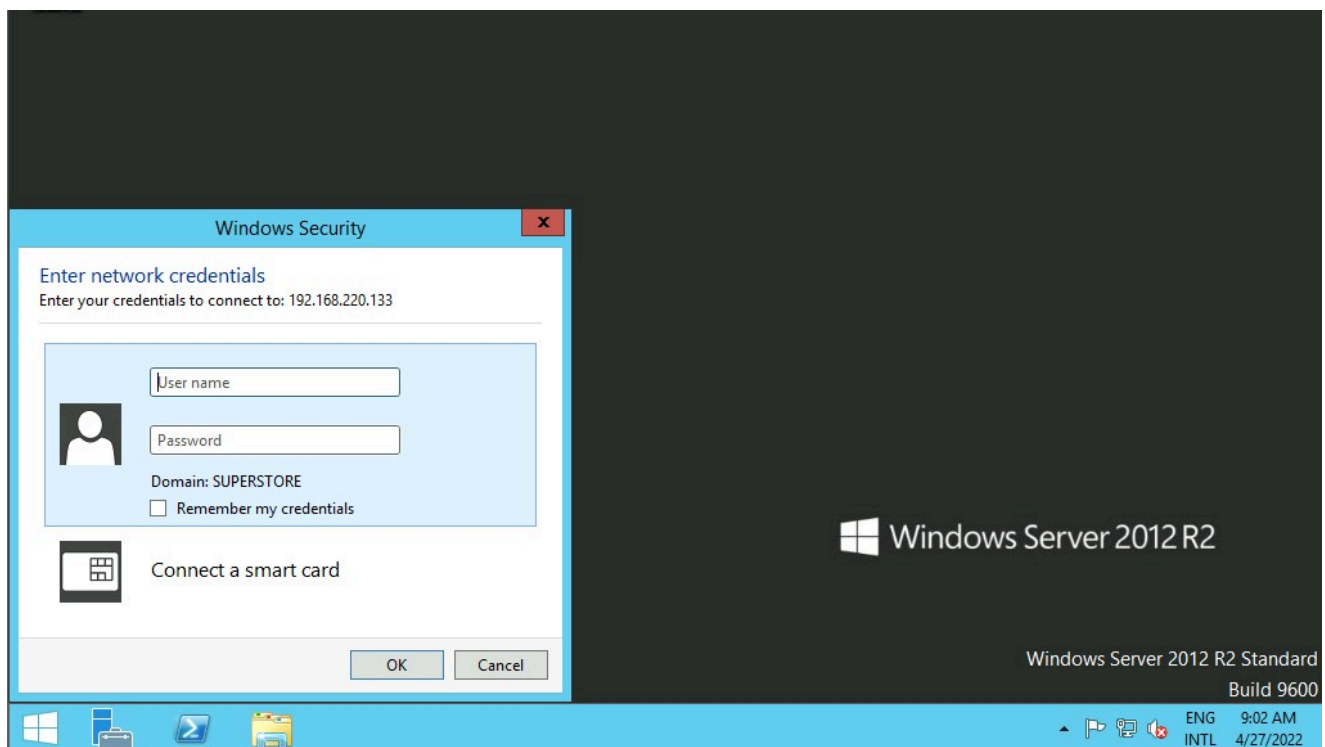 Windows Security
x
Enter network credentials
Enter your credentials to connect to: 192.168.220.133
User name
Password
Domain: SUPERSTORE
Remember my credentials
Connect a smart card
OK Cancel
Windows Server 2012 R2
Windows Server 2012 R2 Standard
Build 9600
ENG 9:02 AM
INTL 4/27/2022